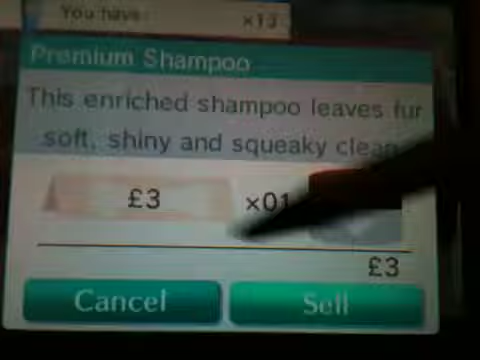 You have: ×13
Premium Shampoo
This enriched shampoo leaves fur
soft, shiny and squeaky clean
£3 ×01
£3
Cancel Sell